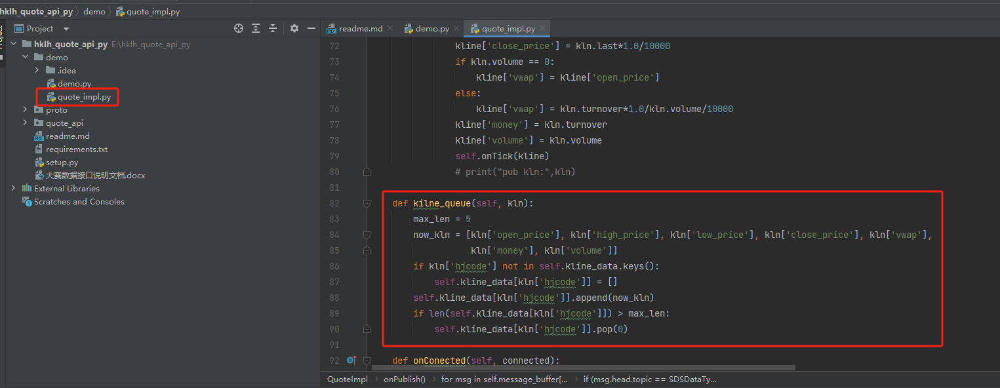 hklh_quote_api_py > demo > quote_impl.py
Project
readme.md
demo.py
quote_impl.py
hklh_quote_api_py E:\hklh_quote_api_py
demo
.idea
demo.py
quote_impl.py
proto
quote_api
readme.md
requirements.txt
setup.py
大赛数据接口说明文档.docx
External Libraries
Scratches and Consoles
72 kline['close_price'] = kln.last*1.0/10000
73 if kln.volume == 0:
74 kline['vwap'] = kline['open_price']
75 else:
76 kline['vwap'] = kln.turnover*1.0/kln.volume/10000
77 kline['money'] = kln.turnover
78 kline['volume'] = kln.volume
79 self.onTick(kline)
80 # print("pub kln:",kln)
81
82 def kilne_queue(self, kln):
83 max_len = 5
84 now_kln = [kln['open_price'], kln['high_price'], kln['low_price'], kln['close_price'], kln['vwap'],
85 kln['money'], kln['volume']]
86 if kln['hjcode'] not in self.kline_data.keys():
87 self.kline_data[kln['hjcode']] = []
88 self.kline_data[kln['hjcode']].append(now_kln)
89 if len(self.kline_data[kln['hjcode']]) > max_len:
90 self.kline_data[kln['hjcode']].pop(0)
91
92 def onConected(self, connected):
QuoteImpl > onPublish() > for msg in self.message_buffer[... > if (msg.head.topic == SDSDataTy...